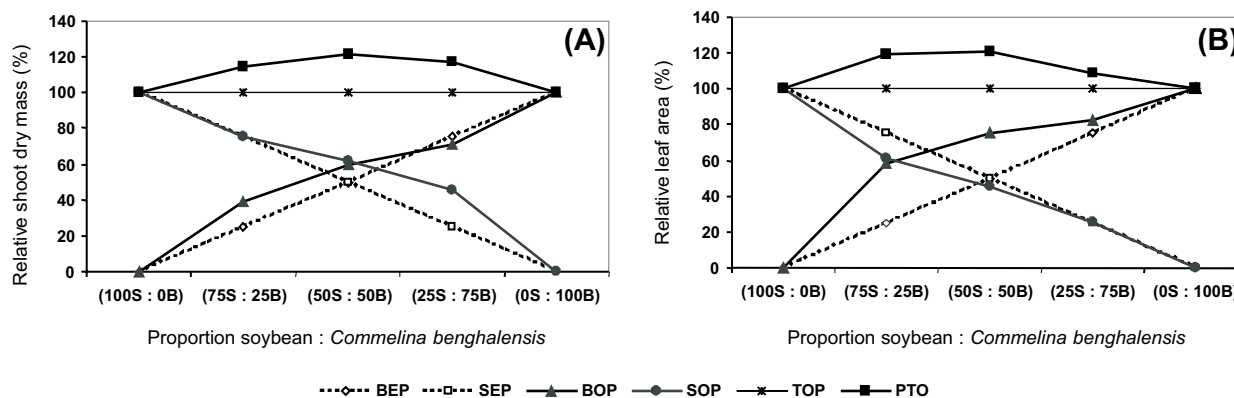 (A)
Relative shoot dry mass (%)
140
120
100
80
60
40
20
0
(100S : 0B) (75S : 25B) (50S : 50B) (25S : 75B) (0S : 100B)
Proportion soybean : Commelina benghalensis
(B)
Relative leaf area (%)
140
120
100
80
60
40
20
0
(100S : 0B) (75S : 25B) (50S : 50B) (25S : 75B) (0S : 100B)
Proportion soybean : Commelina benghalensis
BEP SEP BOP SOP TOP PTO